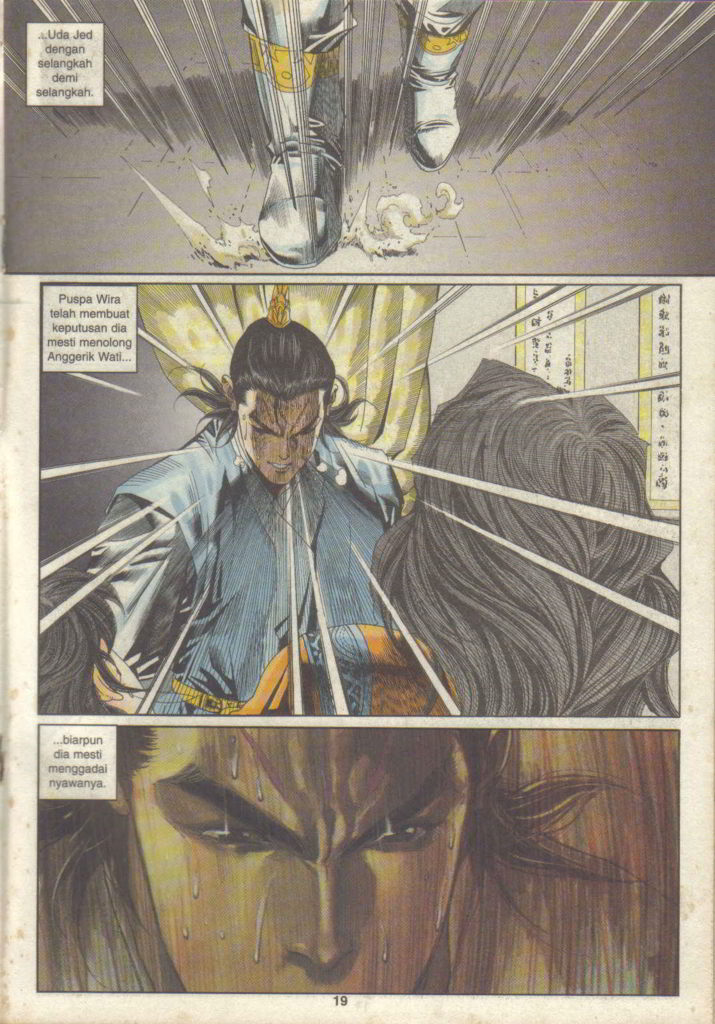 ...Uda Jed
dengan
selangkah
demi
selangkah.
Puspa Wira
telah membuat
keputusan dia
mesti menolong
Anggerik Wati...
...biarpun
dia mesti
menggadai
nyawanya.
19